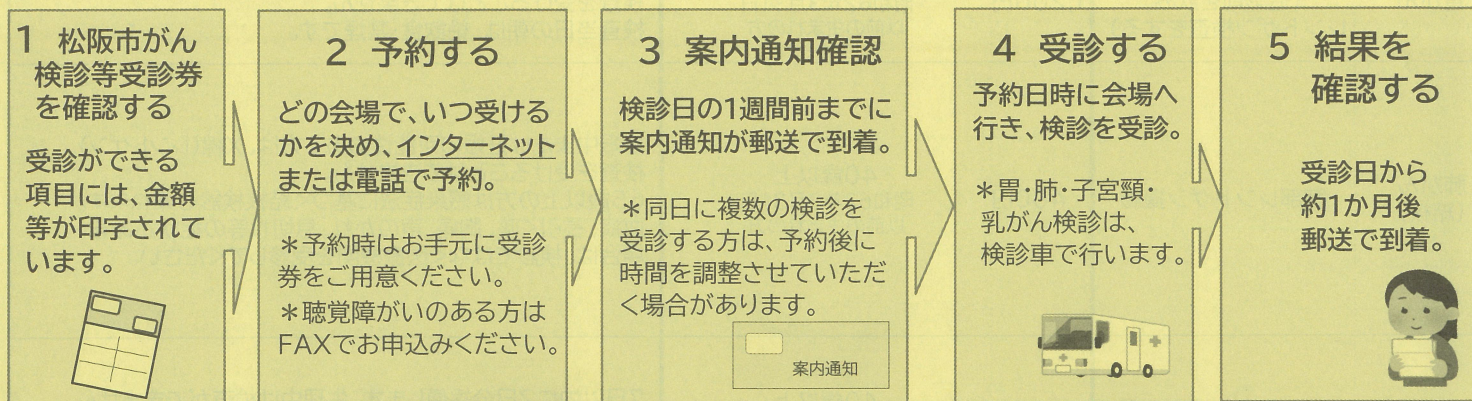 1 松阪市がん
検診等受診券
を確認する
受診ができる
項目には、金額
等が印字されて
います。
2 予約する
どの会場で、いつ受ける
かを決め、インターネット
または電話で予約。
＊予約時はお手元に受診
券をご用意ください。
＊聴覚障がいのある方は
FAXでお申込みください。
3 案内通知確認
検診日の1週間前までに
案内通知が郵送で到着。
＊同日に複数の検診を
受診する方は、予約後に
時間を調整させていただ
く場合があります。
案内通知
4 受診する
予約日時に会場へ
行き、検診を受診。
＊胃・肺・子宮頸・
乳がん検診は、
検診車で行います。
5 結果を
確認する
受診日から
約1か月後
郵送で到着。